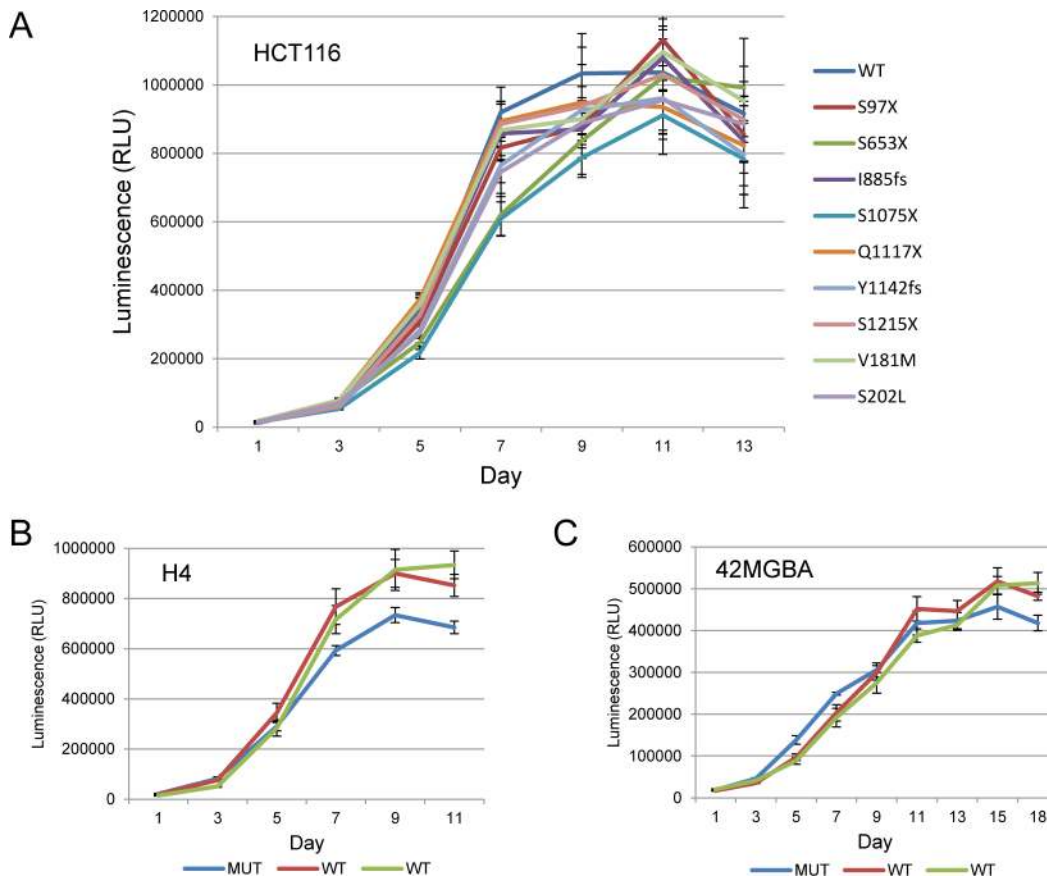 A
HCT116
Luminescence (RLU)
1200000
1000000
800000
600000
400000
200000
0
1 3 5 7 9 11 13
Day
WT
S97X
S653X
I885fs
S1075X
Q1117X
Y1142fs
S1215X
V181M
S202L
B
H4
Luminescence (RLU)
1000000
800000
600000
400000
200000
0
1 3 5 7 9 11
Day
MUT WT WT
C
42MGBA
Luminescence (RLU)
600000
500000
400000
300000
200000
100000
0
1 3 5 7 9 11 13 15 18
Day
MUT WT WT